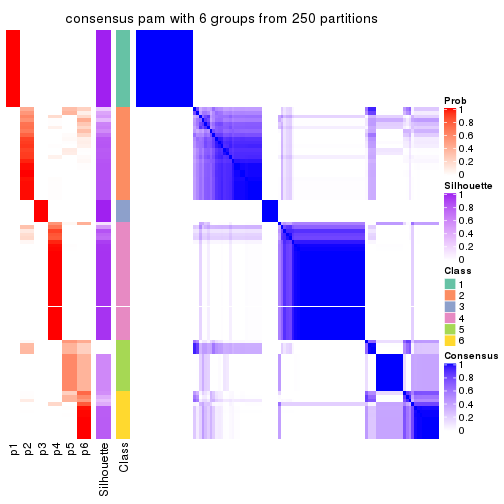 consensus pam with 6 groups from 250 partitions
Prob
1
0.8
0.6
0.4
0.2
0
Silhouette
1
0.8
0.6
0.4
0.2
0
Class
1
2
3
4
5
6
Consensus
1
0.8
0.6
0.4
0.2
0
p1
p2
p3
p4
p5
p6
Silhouette
Class